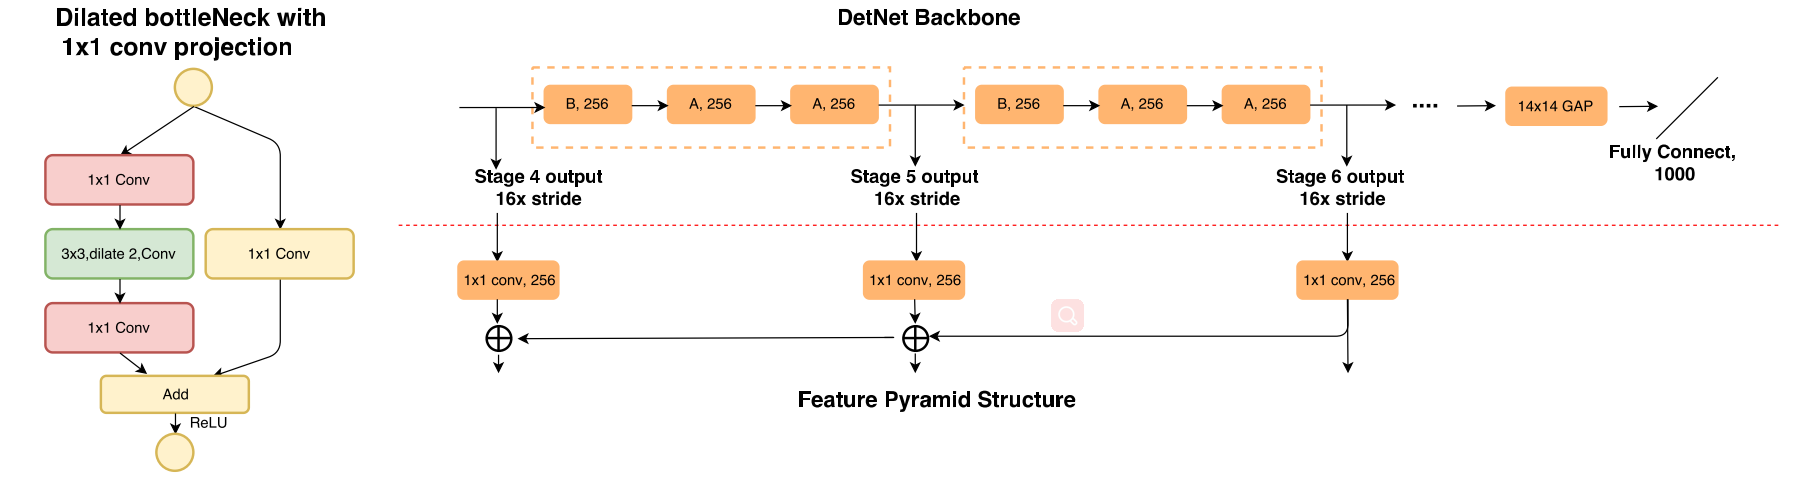 Dilated bottleNeck with
1x1 conv projection
1x1 Conv
3x3,dilate 2,Conv
1x1 Conv
1x1 Conv
Add
ReLU
DetNet Backbone
B, 256
A, 256
A, 256
B, 256
A, 256
A, 256
....
14x14 GAP
Fully Connect,
1000
Stage 4 output
16x stride
Stage 5 output
16x stride
Stage 6 output
16x stride
1x1 conv, 256
1x1 conv, 256
1x1 conv, 256
Feature Pyramid Structure